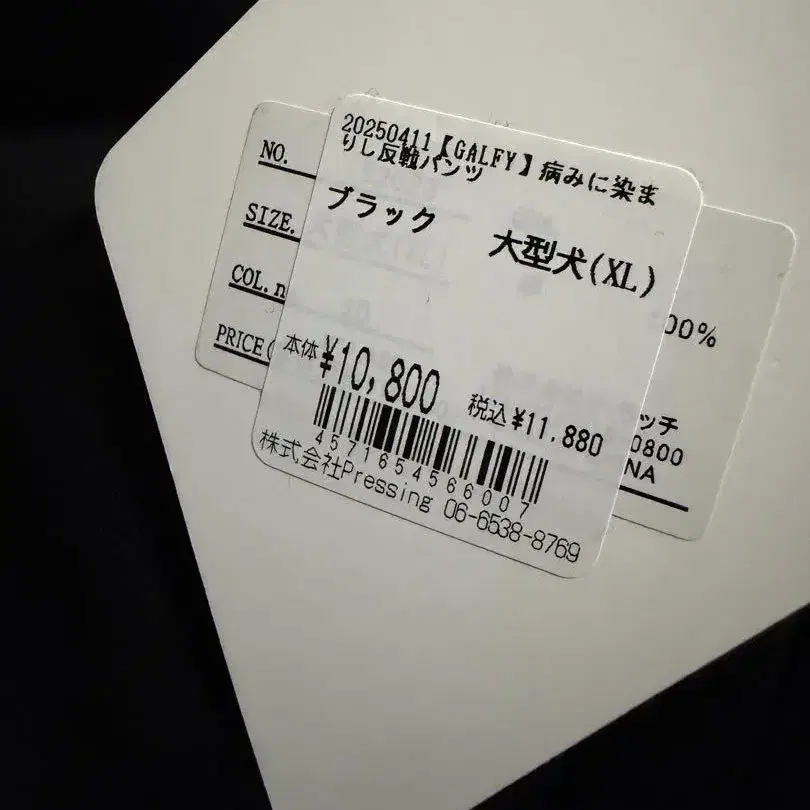 20250411【GALFY】病みに染ま
りし反戦パンツ
ブラック 大型犬(XL)
本体 ¥10,800 税込 ¥11,880
4571654566007
株式会社Pressing 06-6538-8769
NO.
SIZE.
COL.n
PRICE(
00%
ッチ
0800
NA